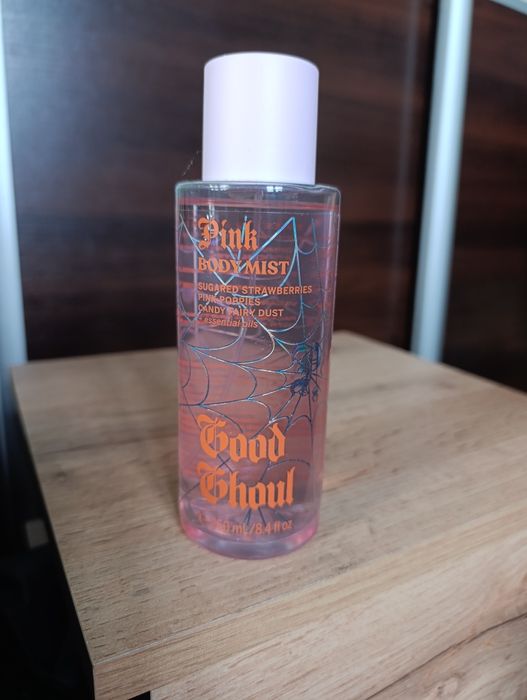 Pink
BODY MIST
SUGARED STRAWBERRIES
PINK POPPIES
CANDY FAIRY DUST
+ essential oils
Good
Ghoul
mL/8.4 fl oz